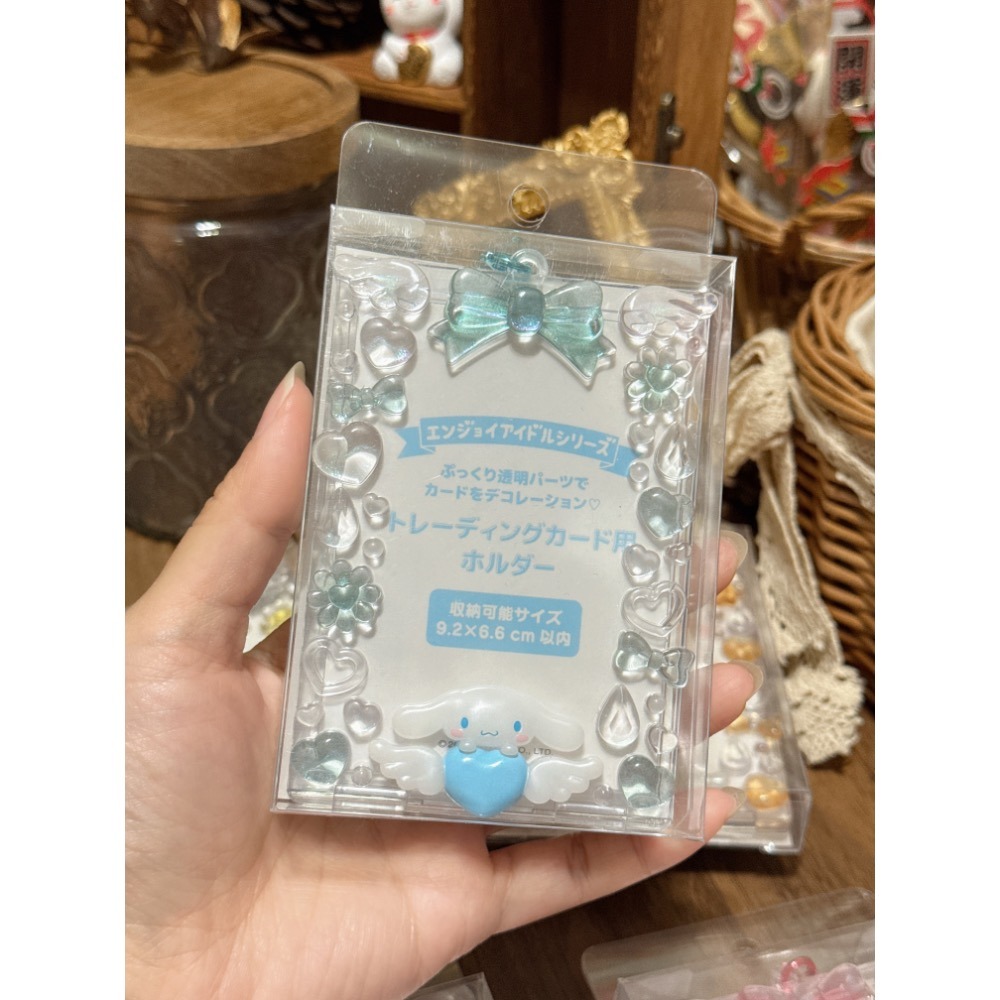 エンジョイアイドルシリーズ
ぷっくり透明パーツで
カードをデコレーション♡
トレーディングカード用
ホルダー
収納可能サイズ
9.2×6.6 cm 以内
., LTD
開運